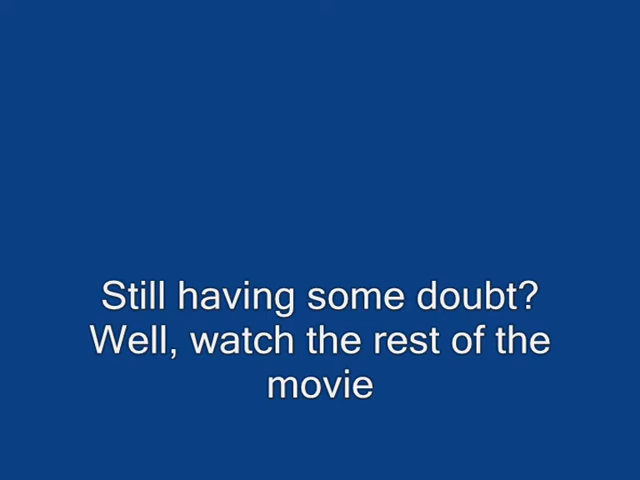 Still having some doubt?
Well, watch the rest of the
movie